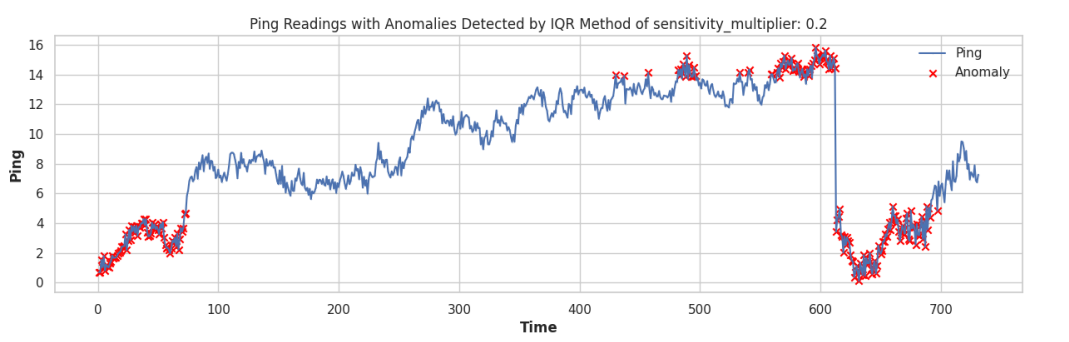 Ping Readings with Anomalies Detected by IQR Method of sensitivity_multiplier: 0.2
16
14
12
10
8
6
4
2
0
Ping
Ping
Anomaly
0 100 200 300 400 500 600 700
Time